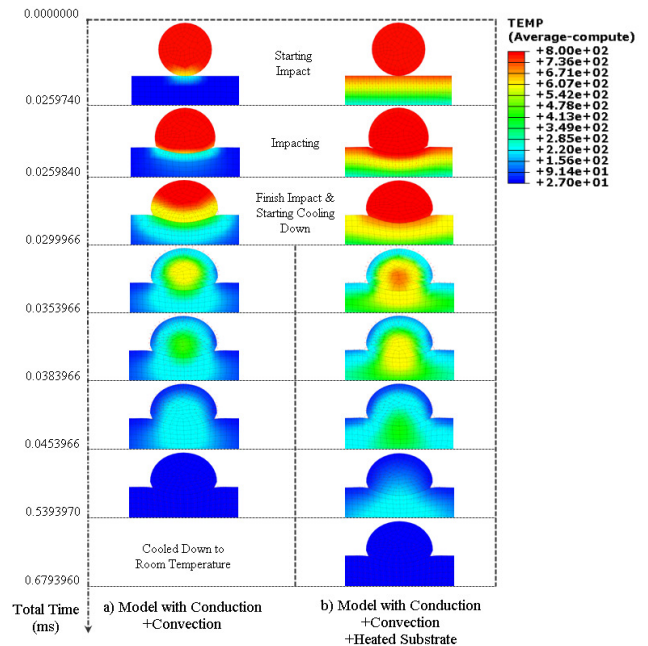 0.0000000
Starting
Impact
0.0259740
Impacting
0.0259840
Finish Impact &
Starting Cooling
Down
0.0299966
0.0353966
0.0383966
0.0453966
0.5393970
Cooled Down to
Room Temperature
0.6793960
Total Time
(ms)
a) Model with Conduction
+Convection
b) Model with Conduction
+Convection
+Heated Substrate
TEMP
(Average-compute)
+8.00e+02
+7.36e+02
+6.71e+02
+6.07e+02
+5.42e+02
+4.78e+02
+4.13e+02
+3.49e+02
+2.85e+02
+2.20e+02
+1.56e+02
+9.14e+01
+2.70e+01